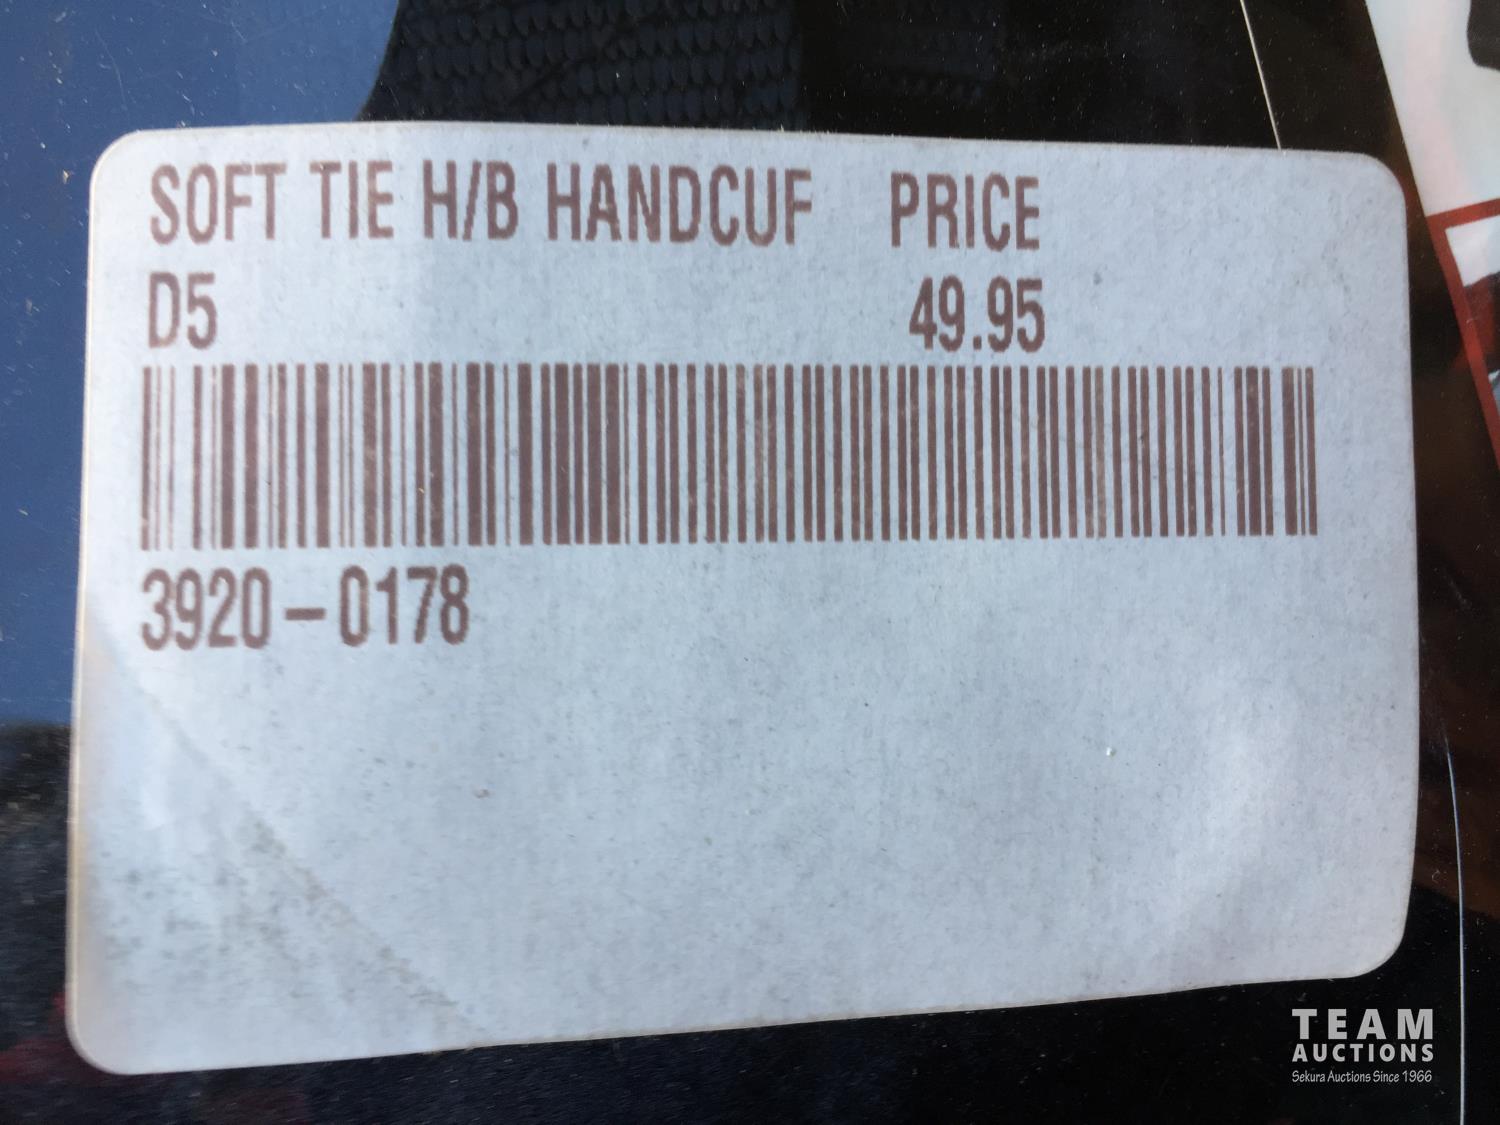 SOFT TIE H/B HANDCUF PRICE
D5 49.95
3920-0178
TEAM
AUCTIONS
Sekura Auctions Since 1966